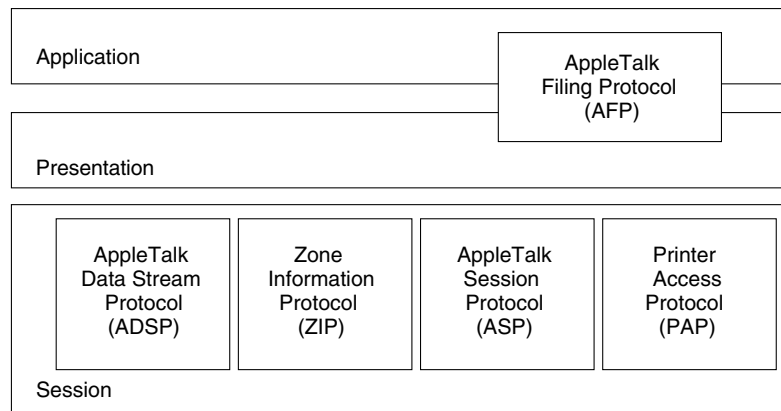 Application
AppleTalk
Filing Protocol
(AFP)
Presentation
AppleTalk
Data Stream
Protocol
(ADSP)
Zone
Information
Protocol
(ZIP)
AppleTalk
Session
Protocol
(ASP)
Printer
Access
Protocol
(PAP)
Session